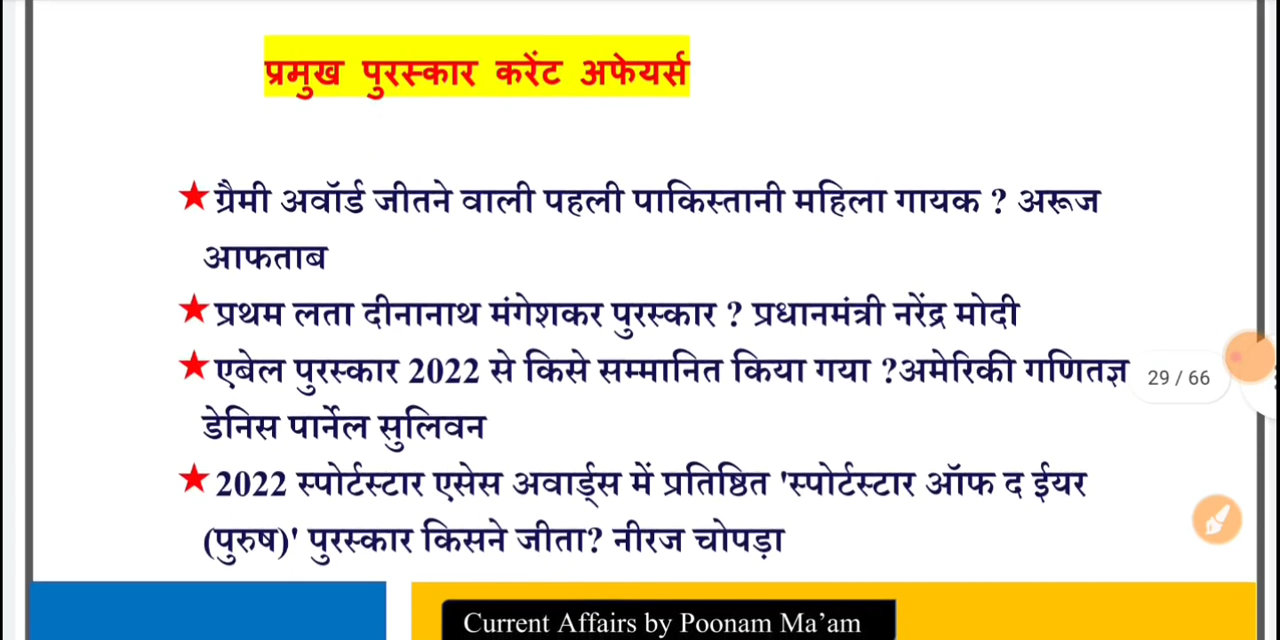 प्रमुख पुरस्कार करेंट अफेयर्स
ग्रैमी अवॉर्ड जीतने वाली पहली पाकिस्तानी महिला गायक ? अरूज
आफताब
प्रथम लता दीनानाथ मंगेशकर पुरस्कार ? प्रधानमंत्री नरेंद्र मोदी
एबेल पुरस्कार 2022 से किसे सम्मानित किया गया ?अमेरिकी गणितज्ञ
29 / 66
डेनिस पार्नेल सुलिवन
2022 स्पोर्टस्टार एसेस अवार्ड्स में प्रतिष्ठित 'स्पोर्टस्टार ऑफ द ईयर
(पुरुष)' पुरस्कार किसने जीता? नीरज चोपड़ा
Current Affairs by Poonam Ma’am